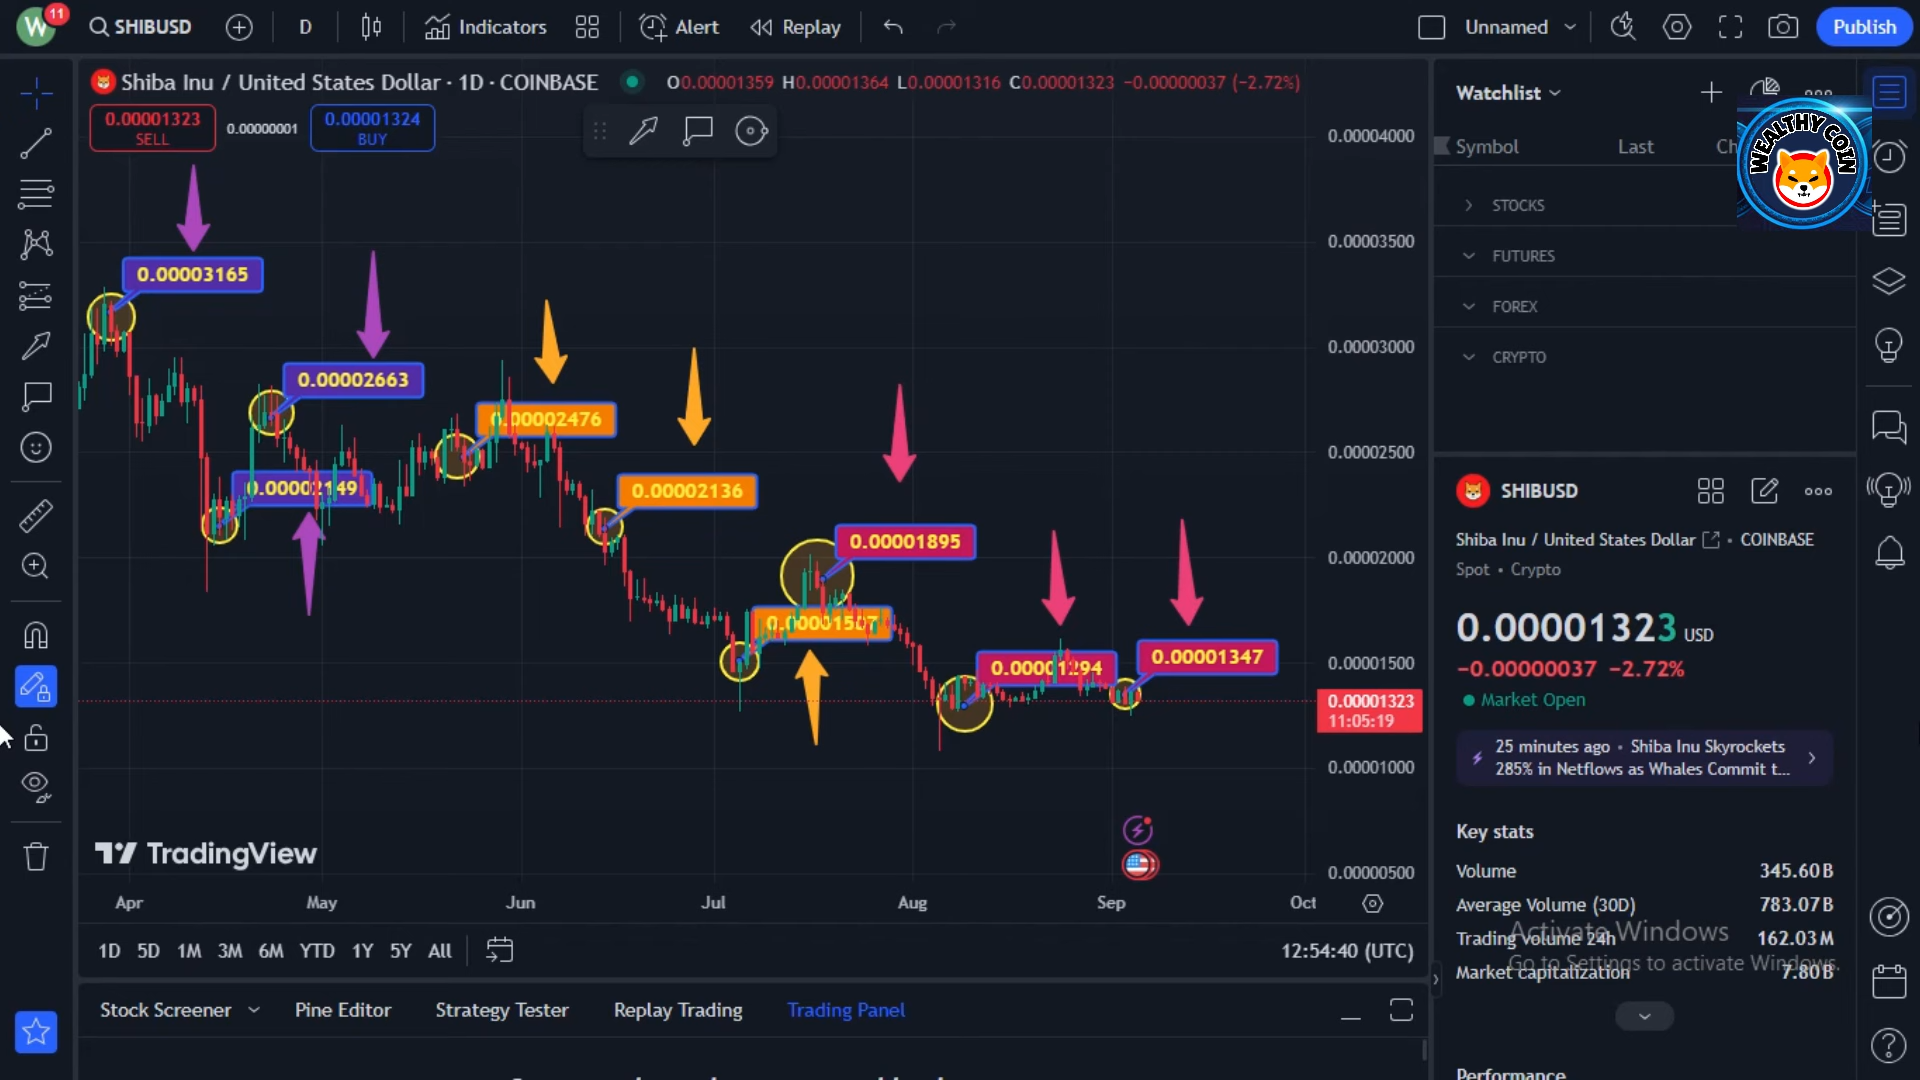 W 11 SHIBUSD D Indicators Alert Replay Unnamed Publish
Shiba Inu / United States Dollar · 1D · COINBASE O0.00001359 H0.00001364 L0.00001316 C0.00001323 −0.00000037 (−2.72%)
0.00001323
SELL
0.00000001
0.00001324
BUY
0.00004000
0.00003500
0.00003000
0.00002500
0.00002000
0.00001500
0.00001323
11:05:19
0.00001000
0.00000500
0.00003165
0.00002663
0.00002149
0.00002476
0.00002136
0.00001895
0.00001294
0.00001347
TradingView
Apr May Jun Jul Aug Sep Oct
1D 5D 1M 3M 6M YTD 1Y 5Y All 12:54:40 (UTC)
Stock Screener Pine Editor Strategy Tester Replay Trading Trading Panel
Watchlist
Symbol Last Ch
WEALTHY COIN
STOCKS
FUTURES
FOREX
CRYPTO
SHIBUSD
Shiba Inu / United States Dollar • COINBASE
Spot • Crypto
0.00001323 USD
−0.00000037 −2.72%
Market Open
25 minutes ago • Shiba Inu Skyrockets
285% in Netflows as Whales Commit t...
Key stats
Volume 345.60B
Average Volume (30D) 783.07B
Trading Volume 24h 162.03M
Market capitalization 7.80B
Activate Windows
Go to Settings to activate Windows.
Performance